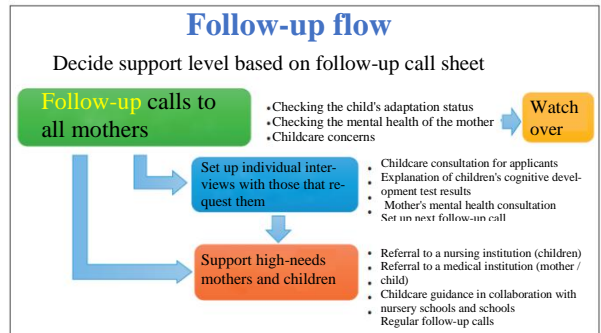 Follow-up flow
Decide support level based on follow-up call sheet
Follow-up calls to
all mothers
•Checking the child's adaptation status
•Checking the mental health of the mother
•Childcare concerns
Watch
over
Set up individual inter-
views with those that re-
quest them
• Childcare consultation for applicants
• Explanation of children's cognitive devel-
opment test results
• Mother's mental health consultation
Set up next follow-up call
Support high-needs
mothers and children
• Referral to a nursing institution (children)
• Referral to a medical institution (mother /
child)
• Childcare guidance in collaboration with
nursery schools and schools
Regular follow-up calls